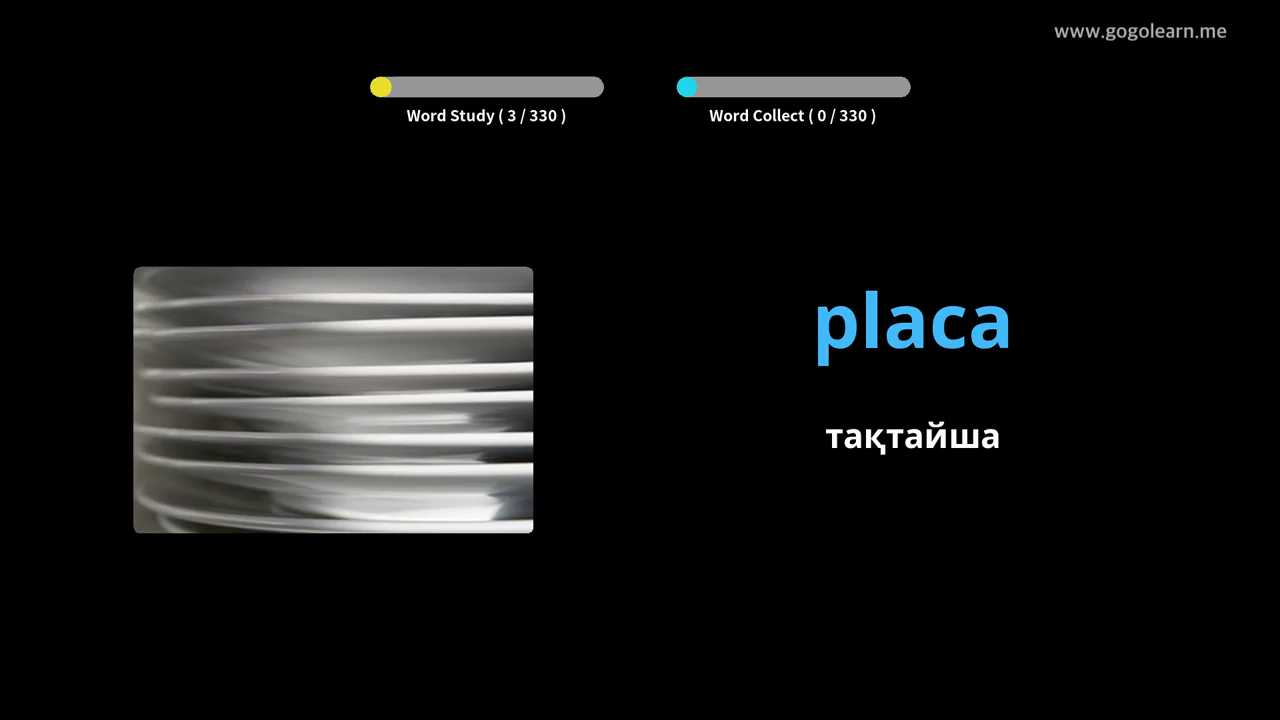 www.gogolearn.me
Word Study ( 3 / 330 )
Word Collect ( 0 / 330 )
placa
тақтайша